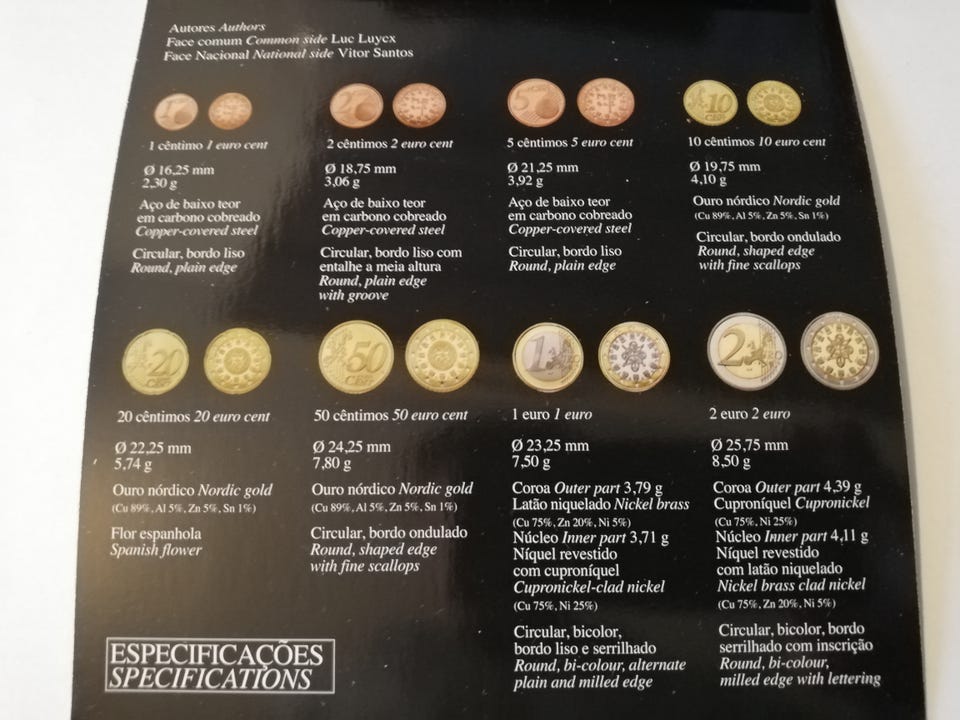 Autores Authors
Face comum Common side Luc Luycx
Face Nacional National side Vitor Santos
1 cêntimo 1 euro cent
Ø 16,25 mm
2,30 g
Aço de baixo teor
em carbono cobreado
Copper-covered steel
Circular, bordo liso
Round, plain edge
2 cêntimos 2 euro cent
Ø 18,75 mm
3,06 g
Aço de baixo teor
em carbono cobreado
Copper-covered steel
Circular, bordo liso com
entalhe a meia altura
Round, plain edge
with groove
5 cêntimos 5 euro cent
Ø 21,25 mm
3,92 g
Aço de baixo teor
em carbono cobreado
Copper-covered steel
Circular, bordo liso
Round, plain edge
10 cêntimos 10 euro cent
Ø 19,75 mm
4,10 g
Ouro nórdico Nordic gold
(Cu 89%, Al 5%, Zn 5%, Sn 1%)
Circular, bordo ondulado
Round, shaped edge
with fine scallops
20 cêntimos 20 euro cent
Ø 22,25 mm
5,74 g
Ouro nórdico Nordic gold
(Cu 89%, Al 5%, Zn 5%, Sn 1%)
Flor espanhola
Spanish flower
50 cêntimos 50 euro cent
Ø 24,25 mm
7,80 g
Ouro nórdico Nordic gold
(Cu 89%, Al 5%, Zn 5%, Sn 1%)
Circular, bordo ondulado
Round, shaped edge
with fine scallops
1 euro 1 euro
Ø 23,25 mm
7,50 g
Coroa Outer part 3,79 g
Latão niquelado Nickel brass
(Cu 75%, Zn 20%, Ni 5%)
Núcleo Inner part 3,71 g
Níquel revestido
com cuproníquel
Cupronickel-clad nickel
(Cu 75%, Ni 25%)
Circular, bicolor,
bordo liso e serrilhado
Round, bi-colour, alternate
plain and milled edge
2 euro 2 euro
Ø 25,75 mm
8,50 g
Coroa Outer part 4,39 g
Cuproníquel Cupronickel
(Cu 75%, Ni 25%)
Núcleo Inner part 4,11 g
Níquel revestido
com latão niquelado
Nickel brass clad nickel
(Cu 75%, Zn 20%, Ni 5%)
Circular, bicolor, bordo
serrilhado com inscrição
Round, bi-colour,
milled edge with lettering
ESPECIFICAÇÕES
SPECIFICATIONS
1
2
5
10
20
50
1
2